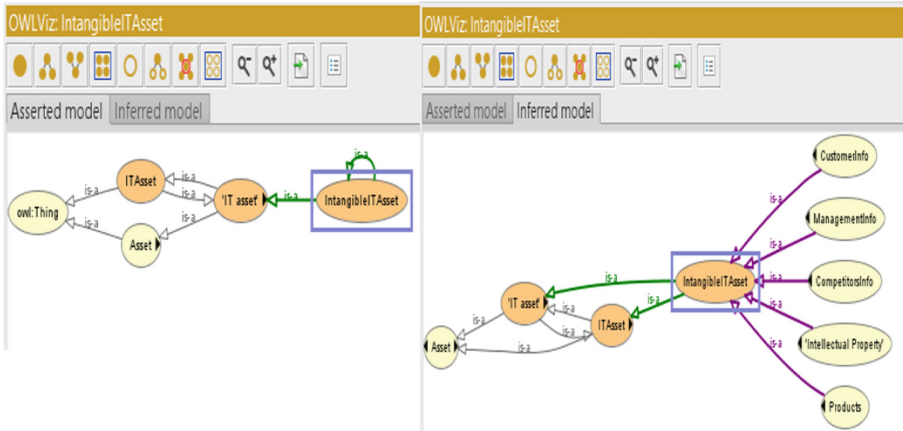 OWLViz: IntangibleITAsset
Asserted model Inferred model
is-a
ITAsset
is-a
is-a
is-a
owl:Thing
'IT asset'
is-a
IntangibleITAsset
is-a
is-a
Asset
OWLViz: IntangibleITAsset
Asserted model Inferred model
CustomerInfo
is-a
ManagementInfo
is-a
is-a
IntangibleITAsset
is-a
CompetitorsInfo
'IT asset'
is-a
is-a
is-a
ITAsset
is-a
is-a
Asset
is-a
'Intellectual Property'
is-a
Products